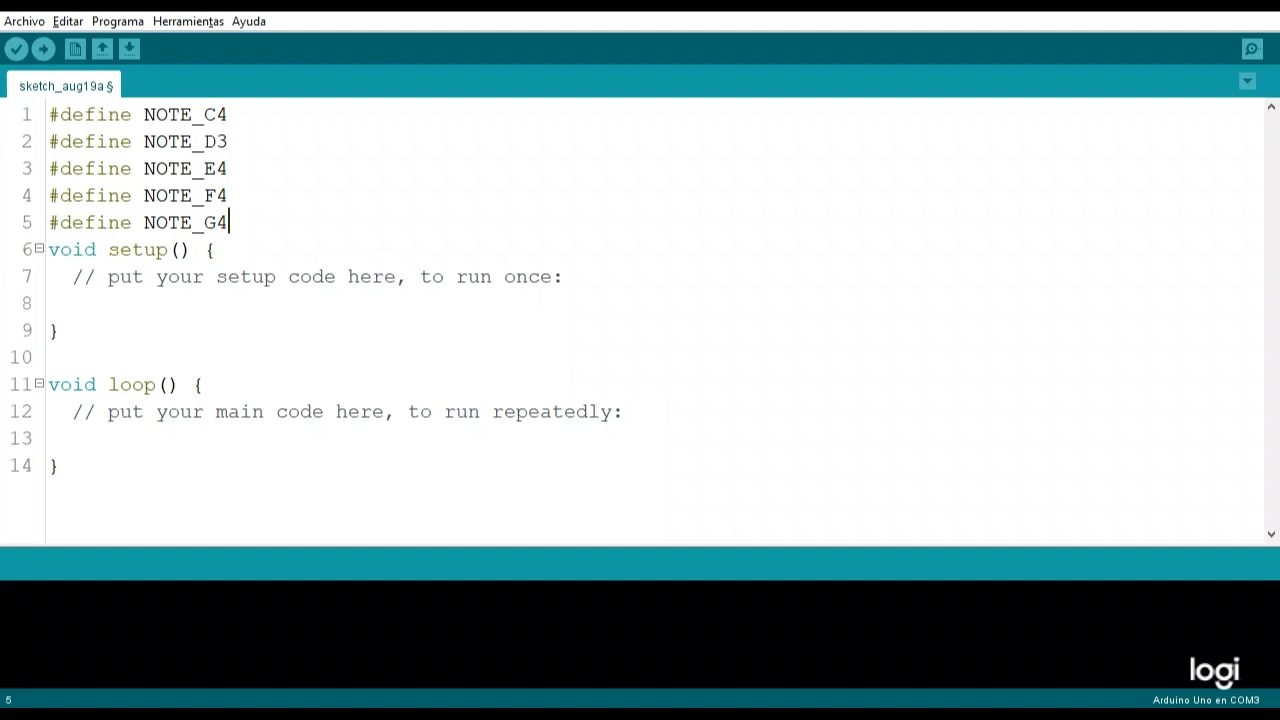 Archivo Editar Programa Herramientas Ayuda
sketch_aug19a §
1 #define NOTE_C4
2 #define NOTE_D3
3 #define NOTE_E4
4 #define NOTE_F4
5 #define NOTE_G4
6 void setup() {
7 // put your setup code here, to run once:
8
9 }
10
11 void loop() {
12 // put your main code here, to run repeatedly:
13
14 }
logi
5 Arduino Uno en COM3